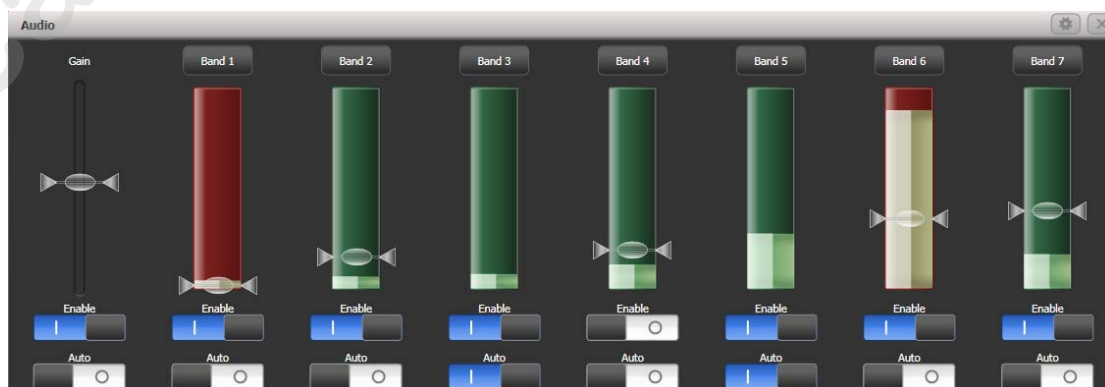 Audio
Gain Band 1 Band 2 Band 3 Band 4 Band 5 Band 6 Band 7
Enable Enable Enable Enable Enable Enable Enable Enable
Auto Auto Auto Auto Auto Auto Auto Auto